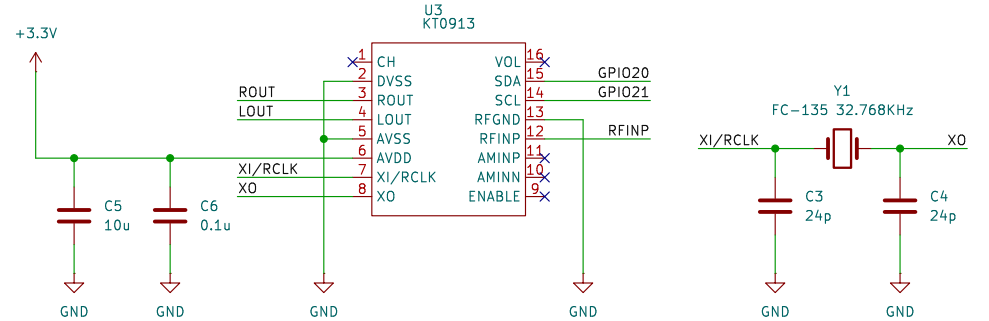 U3
KT0913
+3.3V
1 CH
2 DVSS
ROUT 3 ROUT
LOUT 4 LOUT
5 AVSS
6 AVDD
XI/RCLK 7 XI/RCLK
XO 8 XO
VOL 16
SDA 15 GPIO20
SCL 14 GPIO21
RFGND 13
RFINP 12 RFINP
AMINP 11
AMINN 10
ENABLE 9
C5
10u
C6
0.1u
GND
GND
GND
GND
Y1
FC-135 32.768KHz
XI/RCLK
XO
C3
24p
C4
24p
GND
GND